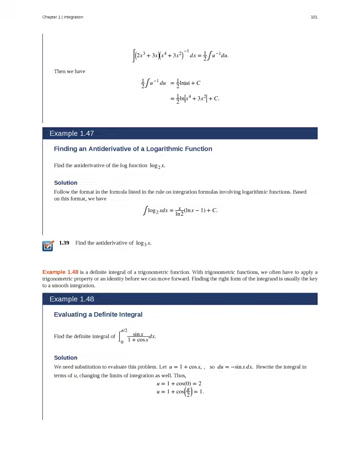 Chapter 1 | Integration 101
∫(2x³ + 3x)(x⁴ + 3x²)⁻¹ dx = 1/2 ∫u⁻¹ du.
Then we have
1/2 ∫u⁻¹ du = 1/2 ln|u| + C
= 1/2 ln|x⁴ + 3x²| + C.
Example 1.47
Finding an Antiderivative of a Logarithmic Function
Find the antiderivative of the log function log₂ x.
Solution
Follow the format in the formula listed in the rule on integration formulas involving logarithmic functions. Based
on this format, we have
∫log₂ xdx = x/ln2 (ln x − 1) + C.
1.39 Find the antiderivative of log₃ x.
Example 1.48 is a definite integral of a trigonometric function. With trigonometric functions, we often have to apply a
trigonometric property or an identity before we can move forward. Finding the right form of the integrand is usually the key
to a smooth integration.
Example 1.48
Evaluating a Definite Integral
Find the definite integral of ∫₀^π/2 sin x/1 + cos x dx.
Solution
We need substitution to evaluate this problem. Let u = 1 + cos x, , so du = −sin x dx. Rewrite the integral in
terms of u, changing the limits of integration as well. Thus,
u = 1 + cos(0) = 2
u = 1 + cos(π/2) = 1.